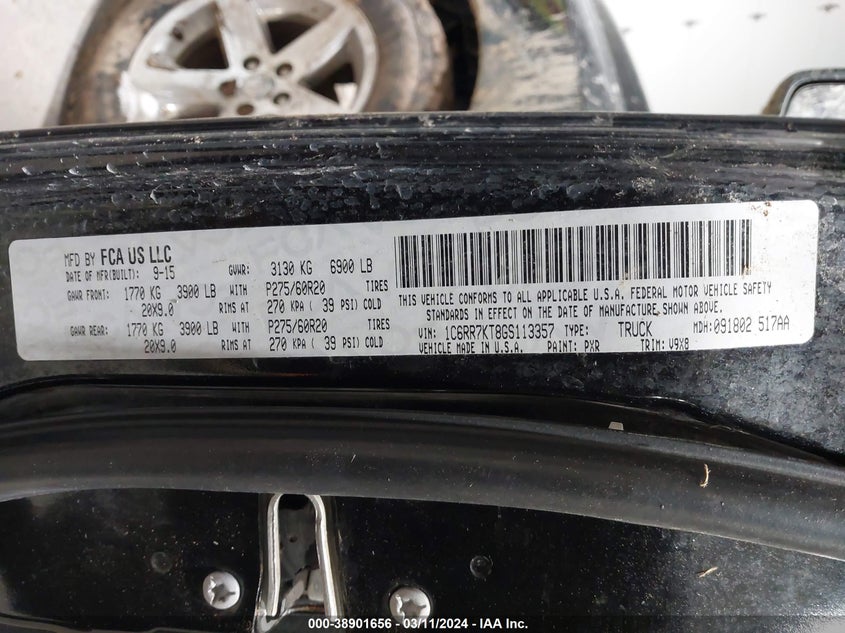 MFD BY FCA US LLC
DATE OF MFR(BUILT): 9-15 GVWR: 3130 KG 6900 LB
GAWR FRONT: 1770 KG 3900 LB WITH P275/60R20 TIRES
20X9.0 RIMS AT 270 KPA ( 39 PSI) COLD
GAWR REAR: 1770 KG 3900 LB WITH P275/60R20 TIRES
20X9.0 RIMS AT 270 KPA ( 39 PSI) COLD
THIS VEHICLE CONFORMS TO ALL APPLICABLE U.S.A. FEDERAL MOTOR VEHICLE SAFETY
STANDARDS IN EFFECT ON THE DATE OF MANUFACTURE SHOWN ABOVE.
VIN: 1C6RR7KT8GS113357 TYPE: TRUCK MDH:091802 517AA
VEHICLE MADE IN U.S.A. PAINT: PXR TRIM: V9X8
000-38901656 - 03/11/2024 - IAA Inc.